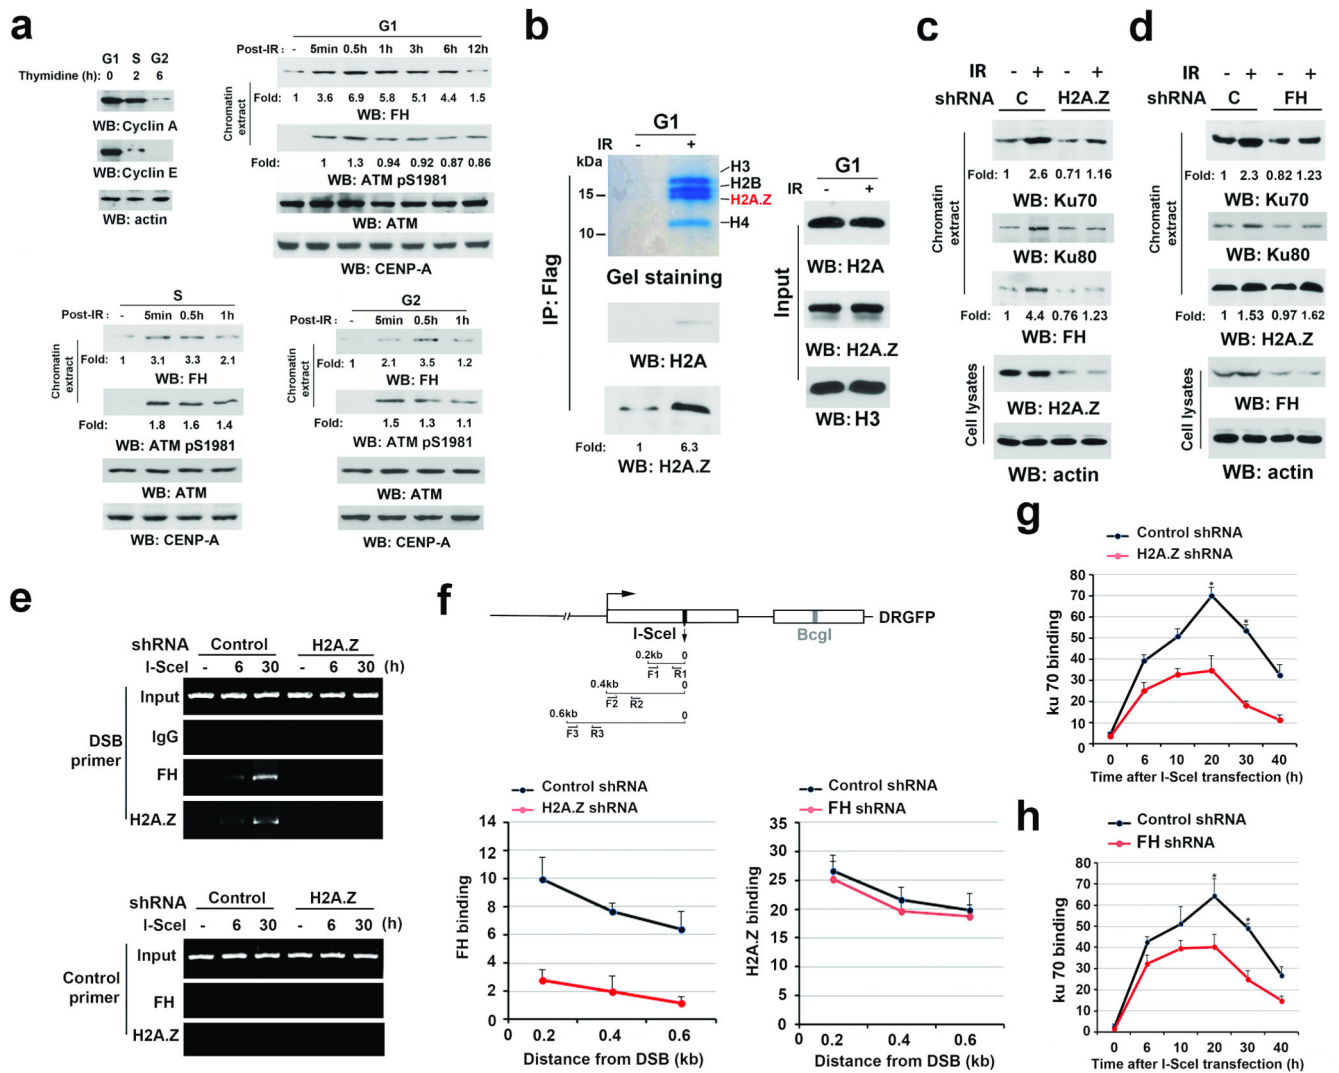 a
G1 S G2
Thymidine (h): 0 2 6
WB: Cyclin A
WB: Cyclin E
WB: actin
G1
Post-IR : - 5min 0.5h 1h 3h 6h 12h
Chromatin extract
Fold: 1 3.6 6.9 5.8 5.1 4.4 1.5
WB: FH
Fold: 1 1.3 0.94 0.92 0.87 0.86
WB: ATM pS1981
WB: ATM
WB: CENP-A
S
Post-IR : - 5min 0.5h 1h
Chromatin extract
Fold: 1 3.1 3.3 2.1
WB: FH
Fold: 1.8 1.6 1.4
WB: ATM pS1981
WB: ATM
WB: CENP-A
G2
Post-IR : - 5min 0.5h 1h
Chromatin extract
Fold: 1 2.1 3.5 1.2
WB: FH
Fold: 1.5 1.3 1.1
WB: ATM pS1981
WB: ATM
WB: CENP-A
b
G1
IR - +
kDa
15
10
H3
H2B
H2A.Z
H4
IP: Flag
Gel staining
WB: H2A
Fold: 1 6.3
WB: H2A.Z
G1
IR - +
Input
WB: H2A
WB: H2A.Z
WB: H3
c
IR - + - +
shRNA C H2A.Z
Chromatin extract
Fold: 1 2.6 0.71 1.16
WB: Ku70
WB: Ku80
Fold: 1 4.4 0.76 1.23
WB: FH
Cell lysates
WB: H2A.Z
WB: actin
d
IR - + - +
shRNA C FH
Chromatin extract
Fold: 1 2.3 0.82 1.23
WB: Ku70
WB: Ku80
Fold: 1 1.53 0.97 1.62
WB: H2A.Z
Cell lysates
WB: FH
WB: actin
e
shRNA Control H2A.Z
I-SceI - 6 30 - 6 30 (h)
DSB primer
Input
IgG
FH
H2A.Z
shRNA Control H2A.Z
I-SceI - 6 30 - 6 30 (h)
Control primer
Input
FH
H2A.Z
f
DRGFP
I-SceI
BcgI
0.2kb 0
F1 R1
0.4kb 0
F2 R2
0.6kb 0
F3 R3
Control shRNA
H2A.Z shRNA
FH binding
14
12
10
8
6
4
2
0
0 0.2 0.4 0.6
Distance from DSB (kb)
Control shRNA
FH shRNA
H2A.Z binding
35
30
25
20
15
10
5
0
0 0.2 0.4 0.6
Distance from DSB (kb)
g
Control shRNA
H2A.Z shRNA
ku 70 binding
80
70
60
50
40
30
20
10
0
* *
0 6 10 20 30 40
Time after I-SceI transfection (h)
h
Control shRNA
FH shRNA
ku 70 binding
80
70
60
50
40
30
20
10
0
* *
0 6 10 20 30 40
Time after I-SceI transfection (h)